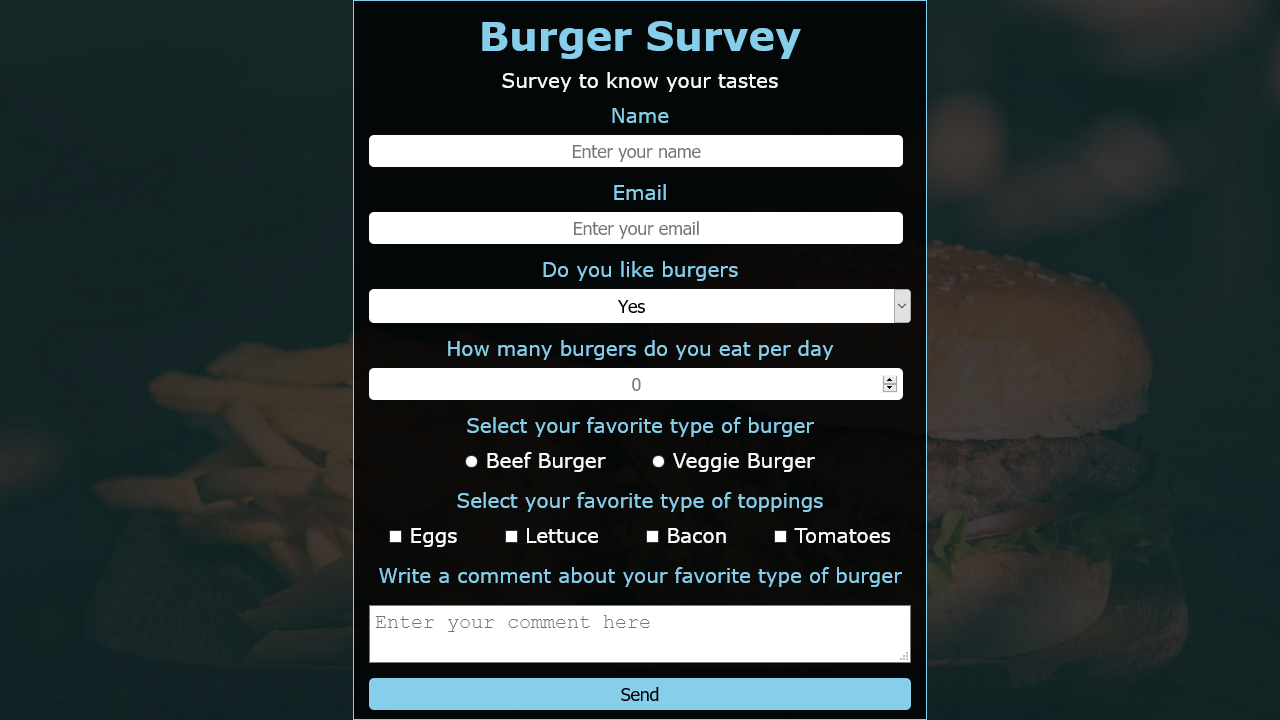 Burger Survey
Survey to know your tastes
Name
Enter your name
Email
Enter your email
Do you like burgers
Yes
How many burgers do you eat per day
0
Select your favorite type of burger
Beef Burger Veggie Burger
Select your favorite type of toppings
Eggs Lettuce Bacon Tomatoes
Write a comment about your favorite type of burger
Enter your comment here
Send